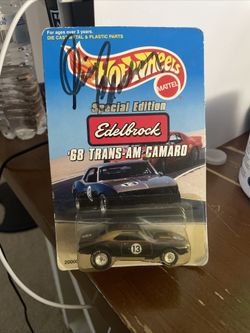 For ages over 3 years.
DIE CAST METAL & PLASTIC PARTS
Hot Wheels
MATTEL
Special Edition
Edelbrock
'68 TRANS-AM CAMARO
13
13